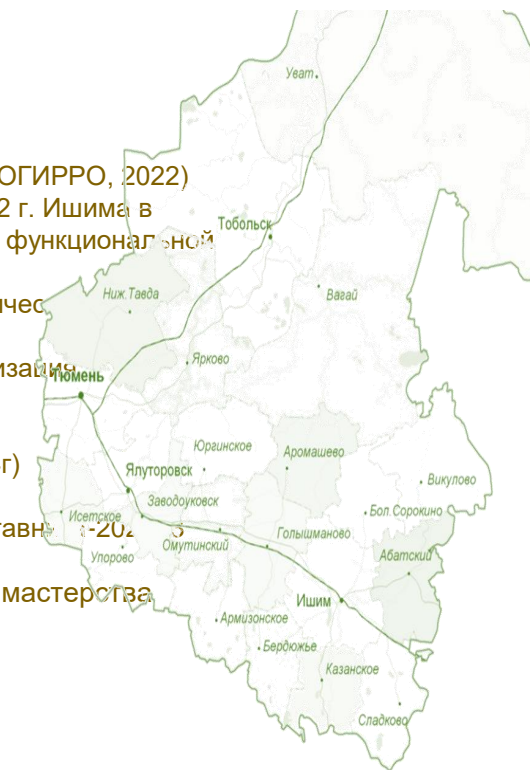 Уват
ОГИРРО, 2022)
2 г. Ишима в
Тобольск
функциональной
Вагай
Ниж.Тавда
Ярково
Тюмень
Юргинское
Аромашево
г)
Ялуторовск
Викулово
Заводоуковск
Бол.Сорокино
Исетское
Голышманово
Омутинский
Упорово
Абатский
мастерства
Ишим
Армизонское
Бердюжье
Казанское
Сладково